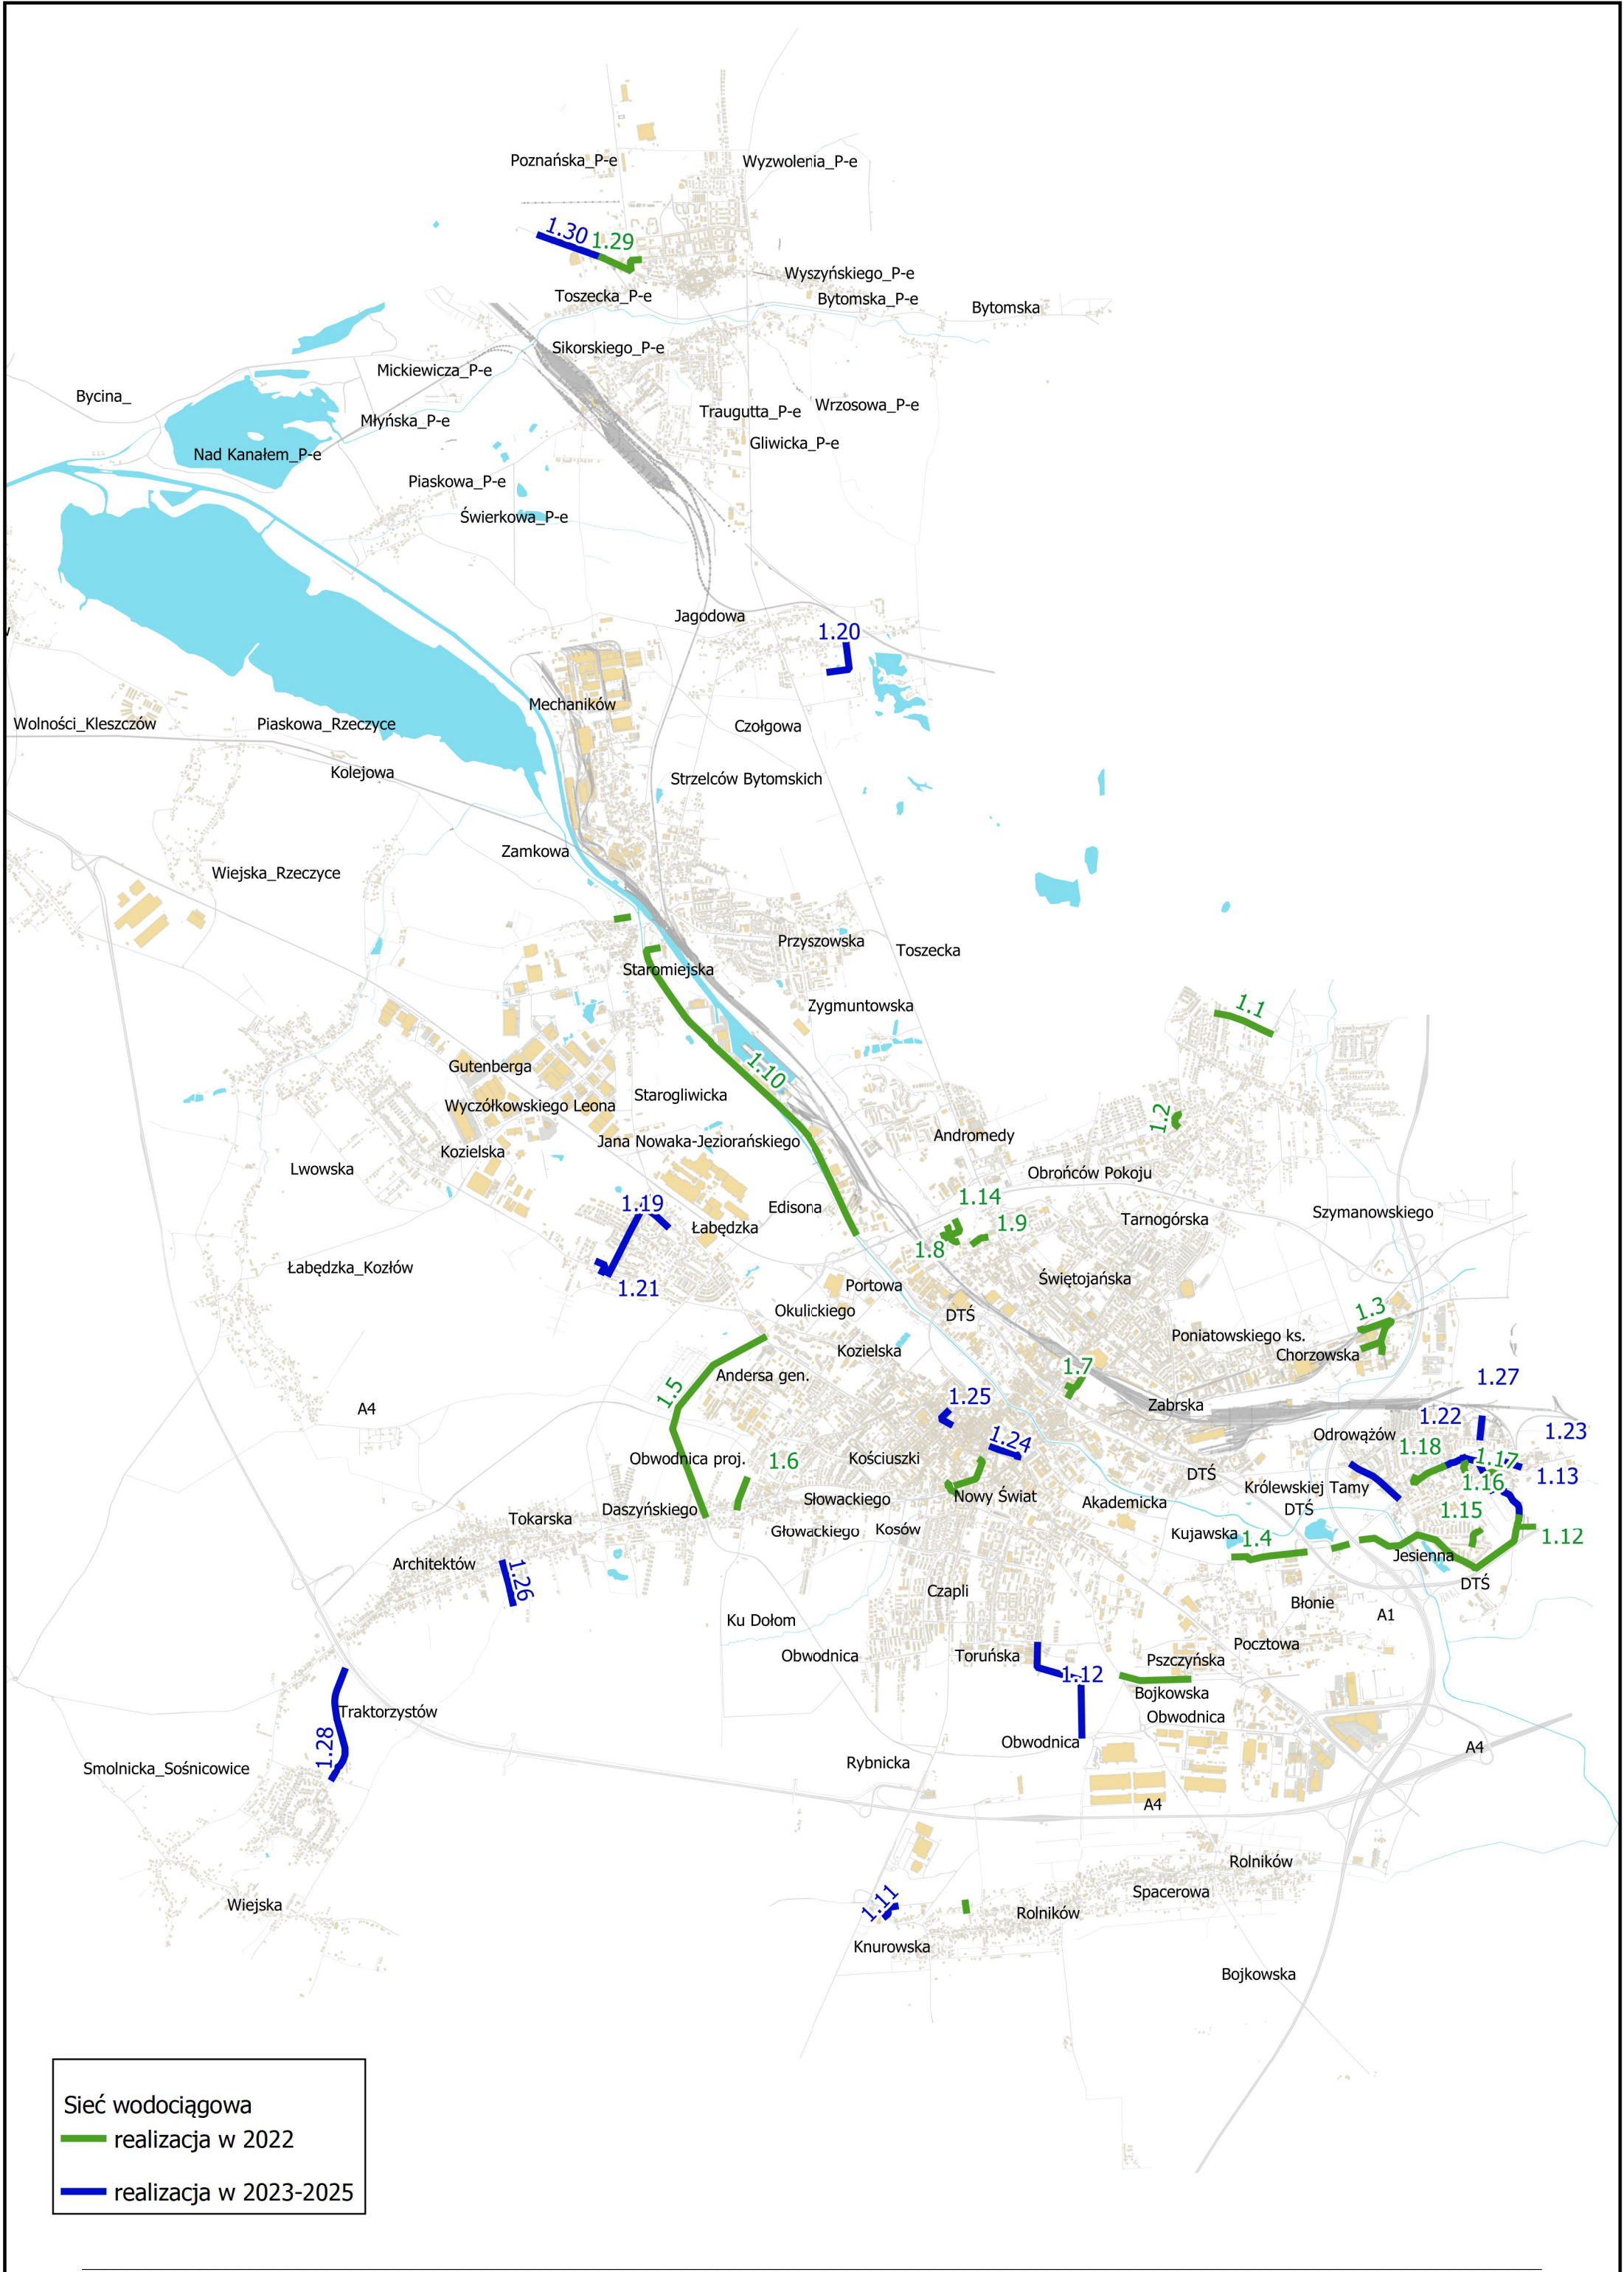 Poznańska_P-e
Wyzwolenia_P-e
1.30
1.29
Wyszyńskiego_P-e
Toszecka_P-e
Bytomska_P-e
Bytomska
Sikorskiego_P-e
Mickiewicza_P-e
Bycina_
Traugutta_P-e
Wrzosowa_P-e
Młyńska_P-e
Gliwicka_P-e
Nad Kanałem_P-e
Piaskowa_P-e
Świerkowa_P-e
Jagodowa
1.20
Mechaników
Wolności_Kleszczów
Piaskowa_Rzeczyce
Czołgowa
Kolejowa
Strzelców Bytomskich
Zamkowa
Wiejska_Rzeczyce
Przyszowska
Toszecka
Staromiejska
Zygmuntowska
1.1
Gutenberga
1.10
Starogliwicka
Wyczółkowskiego Leona
1.2
Andromedy
Jana Nowaka-Jeziorańskiego
Kozielska
Lwowska
Obrońców Pokoju
1.14
1.19
Edisona
Łabędzka
1.9
Tarnogórska
Szymanowskiego
1.8
Łabędzka_Kozłów
1.21
Portowa
Świętojańska
Okulickiego
DTŚ
1.3
Poniatowskiego ks.
Kozielska
Chorzowska
1.7
Andersa gen.
1.27
1.5
1.25
A4
Zabrska
1.22
1.23
Odrowążów
1.24
1.18
Obwodnica proj.
1.6
Kościuszki
1.17
DTŚ
1.13
1.16
Królewskiej Tamy
Nowy Świat
Słowackiego
Akademicka
DTŚ
1.15
Daszyńskiego
Tokarska
Głowackiego
Kosów
Kujawska
1.4
1.12
Jesienna
Architektów
1.26
DTŚ
Czapli
Błonie
A1
Ku Dołom
Pocztowa
Obwodnica
Toruńska
Pszczyńska
1.12
Bojkowska
Traktorzystów
Obwodnica
1.28
Obwodnica
A4
Rybnicka
Smolnicka_Sośnicowice
A4
Rolników
Spacerowa
1.11
Wiejska
Rolników
Knurowska
Bojkowska
Sieć wodociągowa
realizacja w 2022
realizacja w 2023-2025